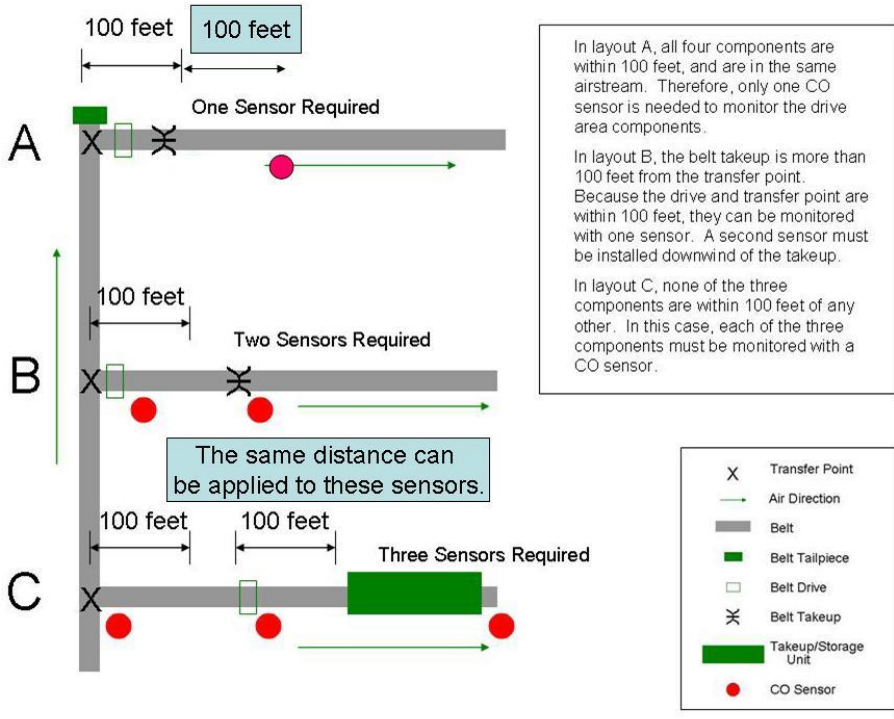 100 feet
100 feet
One Sensor Required
A
X
In layout A, all four components are
within 100 feet, and are in the same
airstream. Therefore, only one CO
sensor is needed to monitor the drive
area components.
In layout B, the belt takeup is more than
100 feet from the transfer point.
Because the drive and transfer point are
within 100 feet, they can be monitored
with one sensor. A second sensor must
be installed downwind of the takeup.
In layout C, none of the three
components are within 100 feet of any
other. In this case, each of the three
components must be monitored with a
CO sensor.
100 feet
Two Sensors Required
B
X
The same distance can
be applied to these sensors.
100 feet
100 feet
Three Sensors Required
C
X
X Transfer Point
Air Direction
Belt
Belt Tailpiece
Belt Drive
Belt Takeup
Takeup/Storage
Unit
CO Sensor